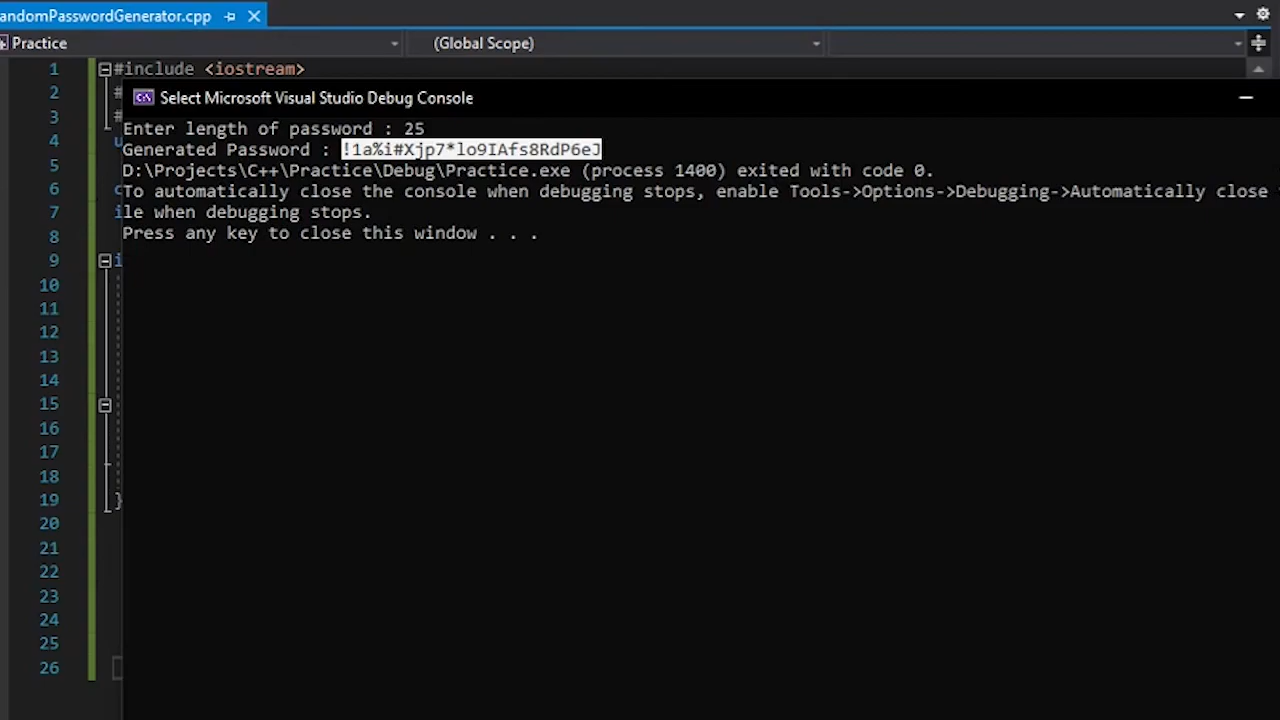 andomPasswordGenerator.cpp
Practice
(Global Scope)
1 #include <iostream>
2 #
3 #
4 u
5
6 c
7 i
8
9 i
10
11
12
13
14
15
16
17
18
19 }
20
21
22
23
24
25
26
Select Microsoft Visual Studio Debug Console
Enter length of password : 25
Generated Password : !1a%i#Xjp7*lo9IAfs8RdP6eJ
D:\Projects\C++\Practice\Debug\Practice.exe (process 1400) exited with code 0.
To automatically close the console when debugging stops, enable Tools->Options->Debugging->Automatically close
le when debugging stops.
Press any key to close this window . . .